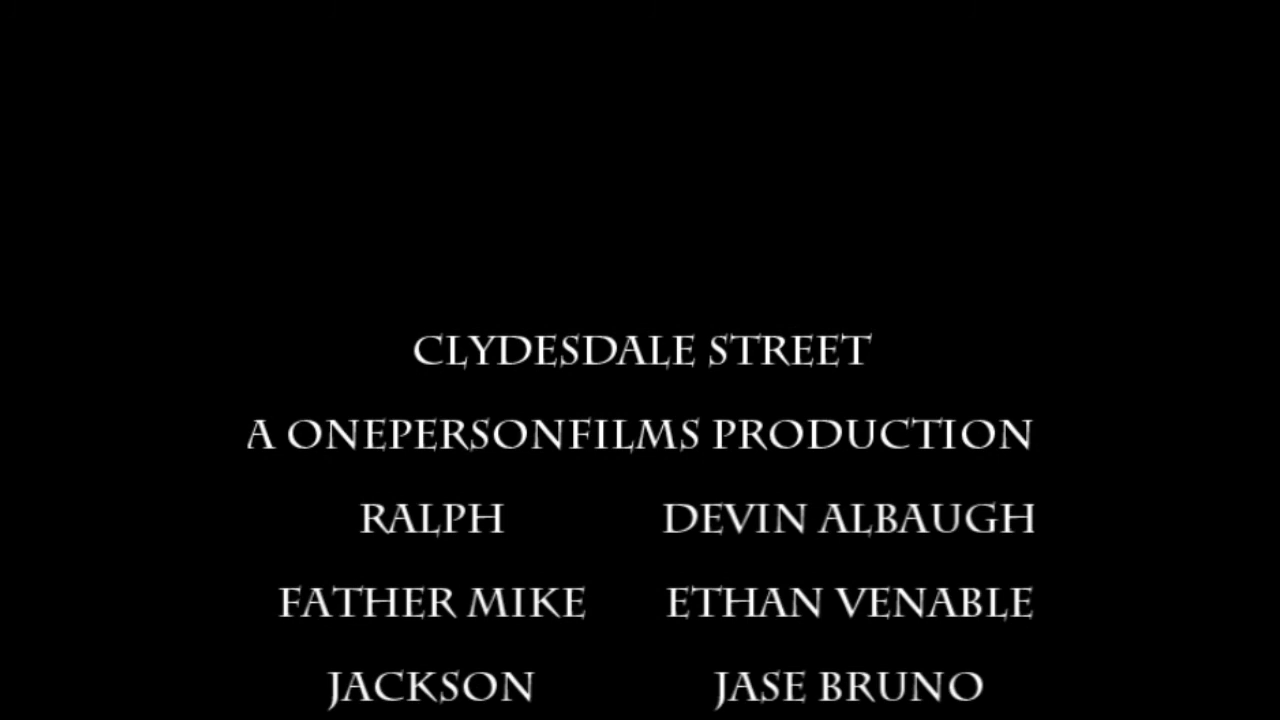 CLYDESDALE STREET
A ONEPERSONFILMS PRODUCTION
RALPH DEVIN ALBAUGH
FATHER MIKE ETHAN VENABLE
JACKSON JASE BRUNO